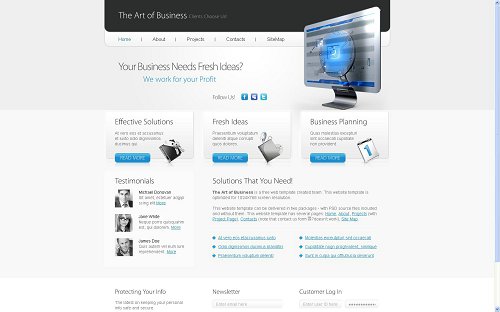 The Art of Business Clients Choose Us!
Home
About
Projects
Contacts
SiteMap
Your Business Needs Fresh Ideas?
We work for your Profit
Follow Us!
Effective Solutions
At vero eos et accusamus
et iusto odio dignissimos
ducimus qui
READ MORE
Fresh Ideas
Praesentium voluptatum
deleniti atque corrupti
quos dolores
READ MORE
Business Planning
Quas molestias excepturi
sint occaecati cupiditate
non provident
READ MORE
Testimonials
Michael Donovan
Sit amet, consetetur
sing elit More
Jane White
Neque porro quisquam
est, qui dolorem. More
James Doe
Quis autem vel eum iure
reprehenderit. More
Solutions That You Need!
The Art of Business is a free web template created team. This website template is
optimized for 1024x768 screen resolution.
This website template can be delivered in two packages - with PSD source files included
and without them. This website template has several pages: Home, About, Projects (with
Project Page), Contacts (note that contact us form doesn't work), Site Map.
At vero eos et accusamus iusto
Odio dignissimos ducimus blanditiis
Praesentium voluptatum deleniti
Molestias excepturi sint occaecati
Cupiditate non provident, similique
Sunt in culpa qui officia deserunt
Protecting Your Info
The latest on keeping your personal
info safe and secure
Newsletter
Enter email here
Customer Log In
Enter User ID here